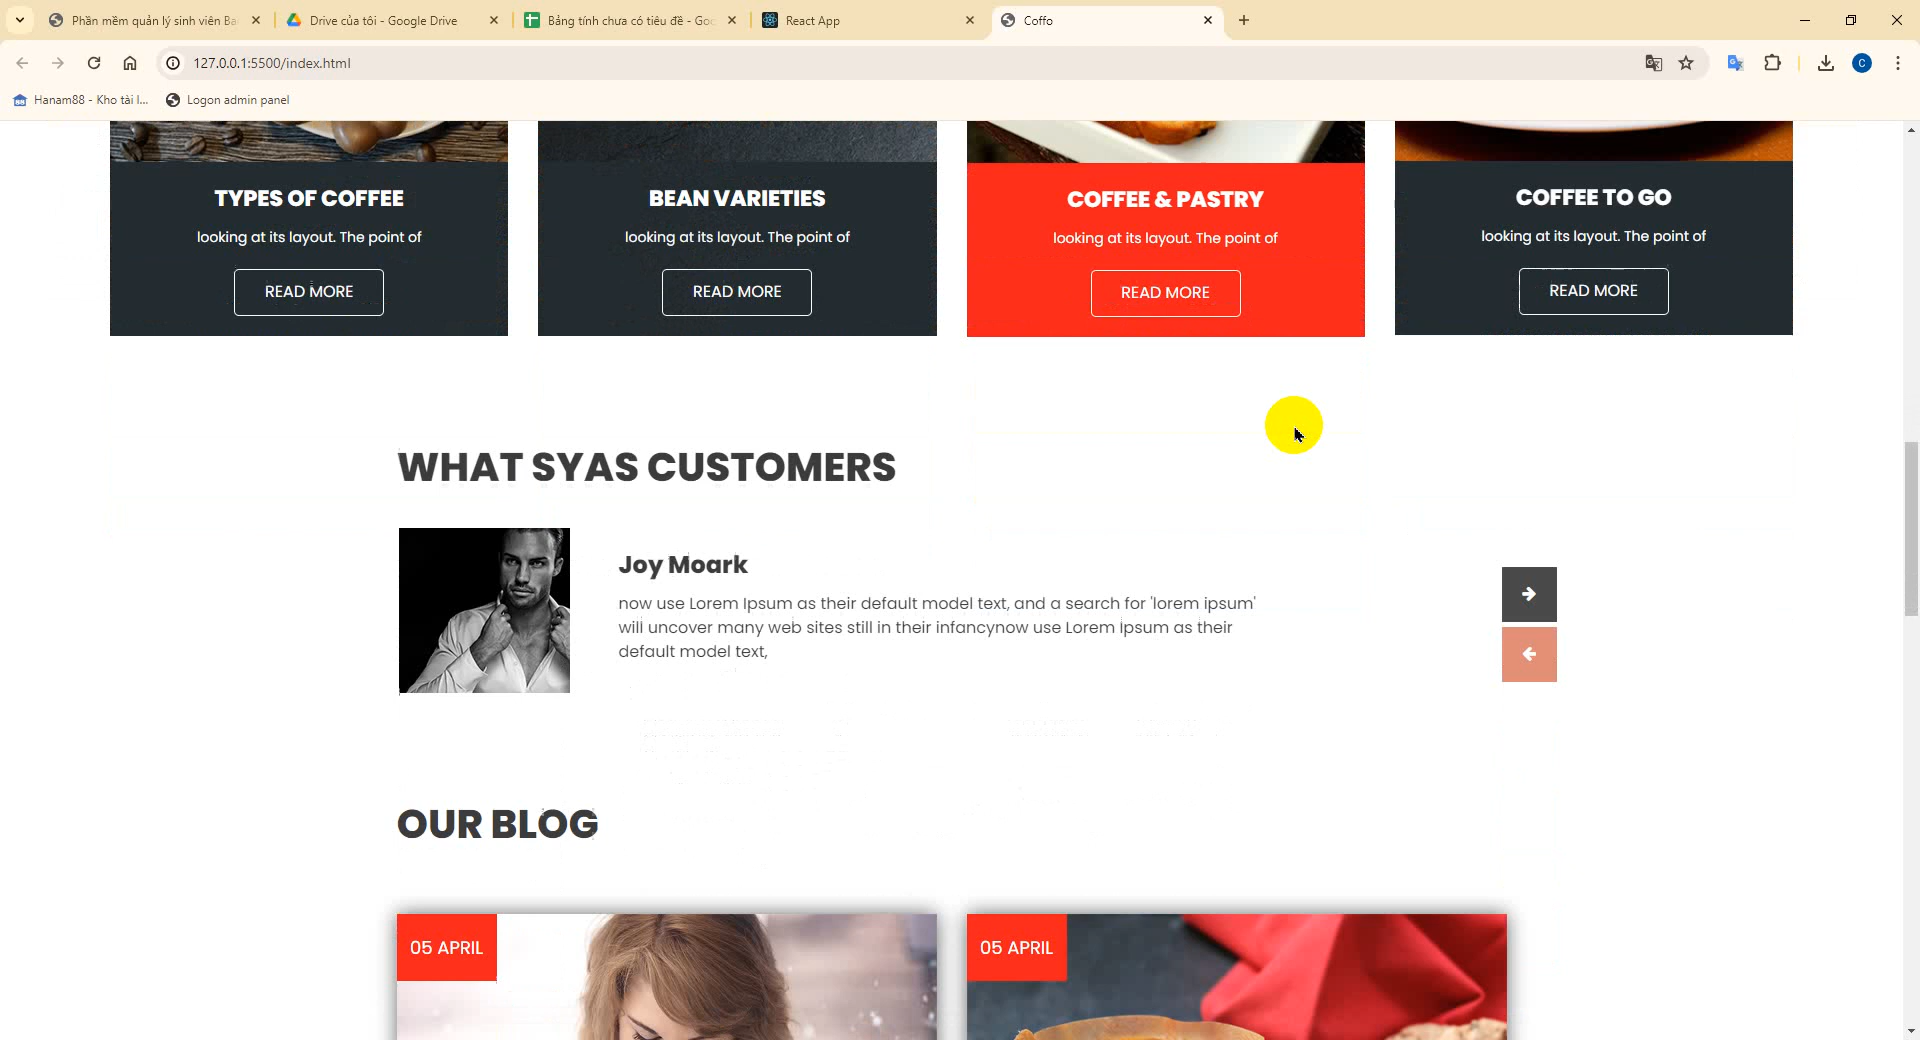 Phần mềm quản lý sinh viên Ba
Drive của tôi - Google Drive
Bảng tính chưa có tiêu đề - Goo
React App
Coffo
127.0.0.1:5500/index.html
C
Hanam88 - Kho tài l...
Logon admin panel
TYPES OF COFFEE
looking at its layout. The point of
READ MORE
BEAN VARIETIES
looking at its layout. The point of
READ MORE
COFFEE & PASTRY
looking at its layout. The point of
READ MORE
COFFEE TO GO
looking at its layout. The point of
READ MORE
WHAT SYAS CUSTOMERS
Joy Moark
now use Lorem Ipsum as their default model text, and a search for 'lorem ipsum'
will uncover many web sites still in their infancynow use Lorem Ipsum as their
default model text,
OUR BLOG
05 APRIL
05 APRIL